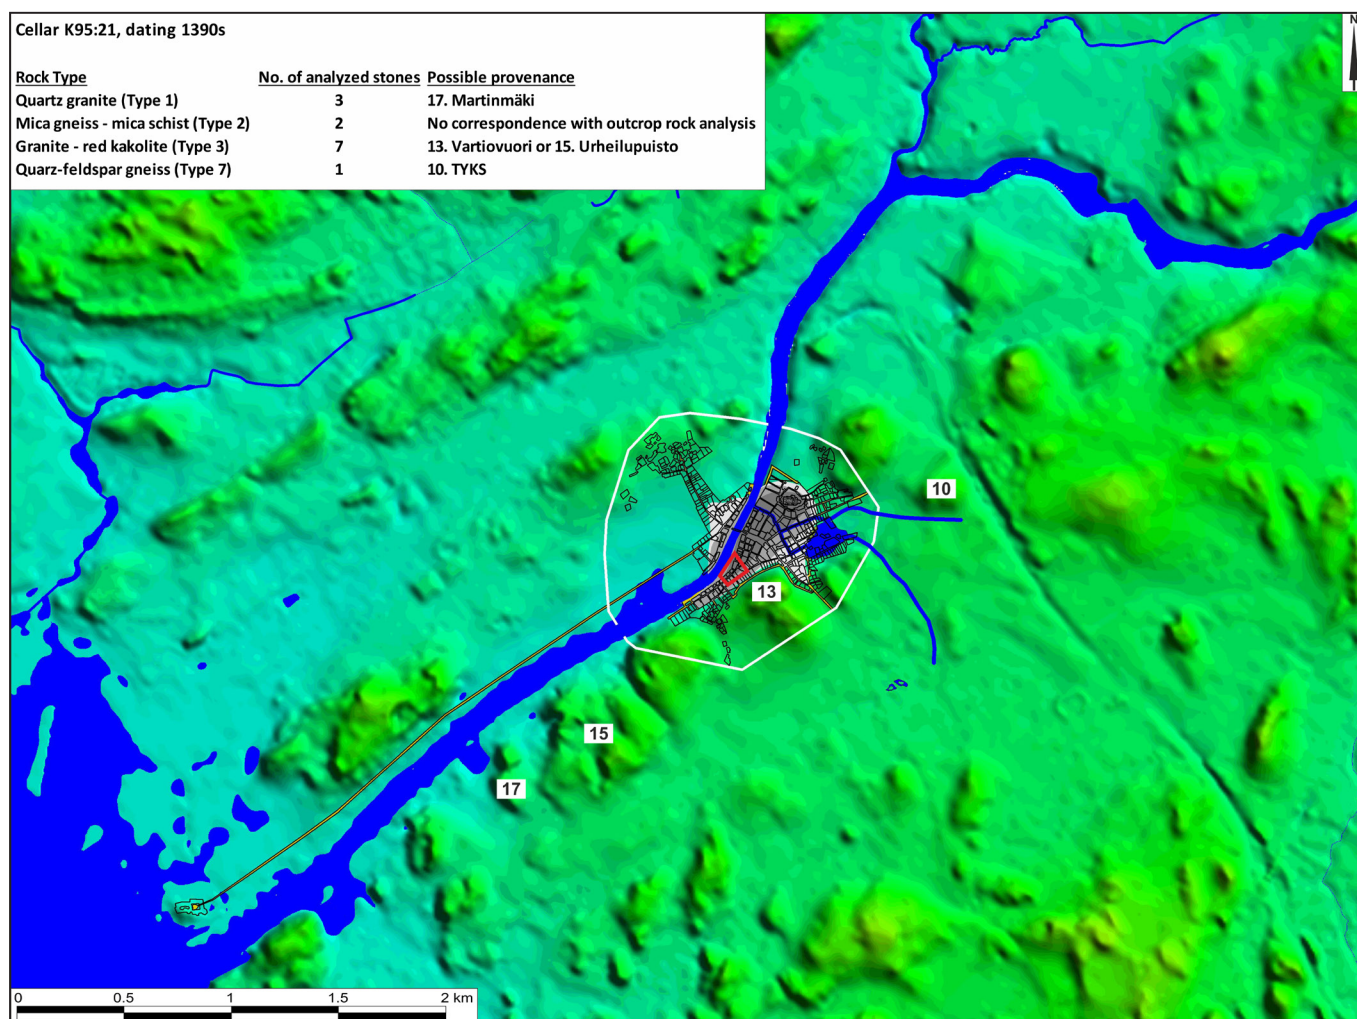 Cellar K95:21, dating 1390s
Rock Type No. of analyzed stones Possible provenance
Quartz granite (Type 1) 3 17. Martinmäki
Mica gneiss - mica schist (Type 2) 2 No correspondence with outcrop rock analysis
Granite - red kakolite (Type 3) 7 13. Vartiovuori or 15. Urheilupuisto
Quarz-feldspar gneiss (Type 7) 1 10. TYKS
N
10
13
15
17
0 0.5 1 1.5 2 km